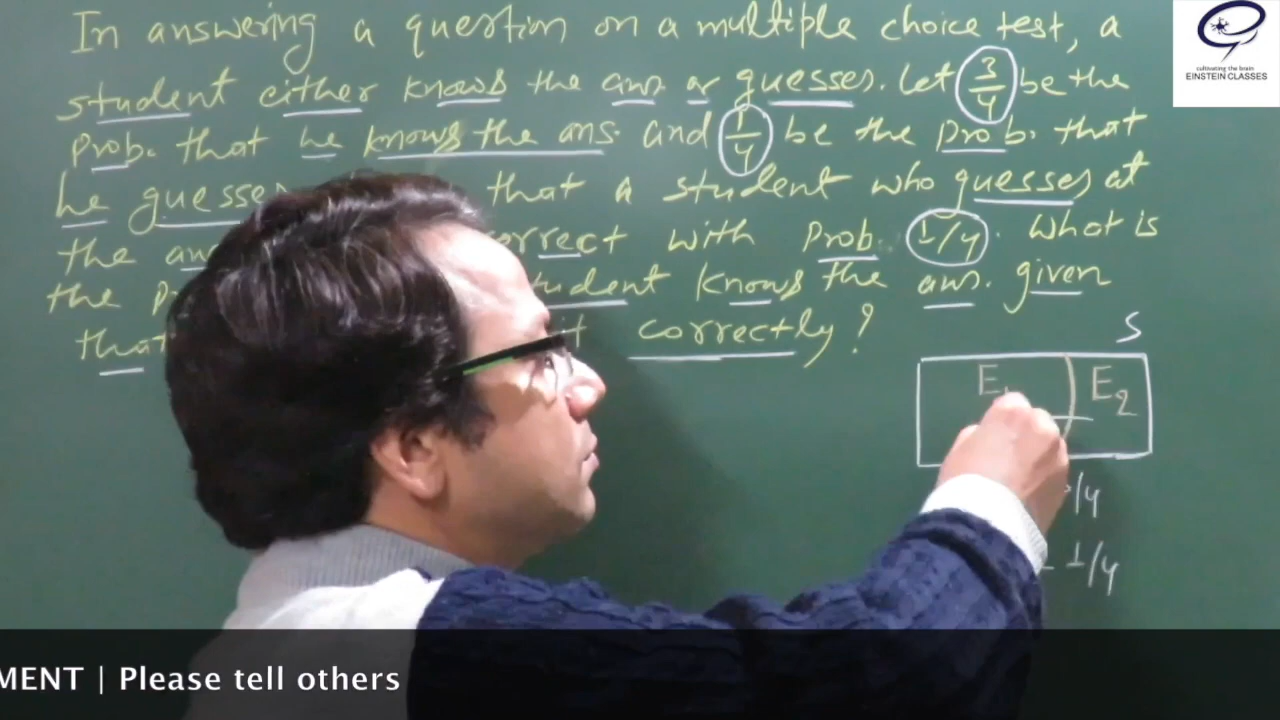 In answering a question on a multiple choice test, a
student either knows the ans. or guesses. Let 3/4 be the
prob. that he knows the ans. and 1/4 be the prob. that
he guesses that a student who guesses at
the correct with prob. 1/4. What is
the student knows the ans. given
that correctly?
S
E E2
/4
1/4
cultivating the brain
EINSTEIN CLASSES
MENT | Please tell others